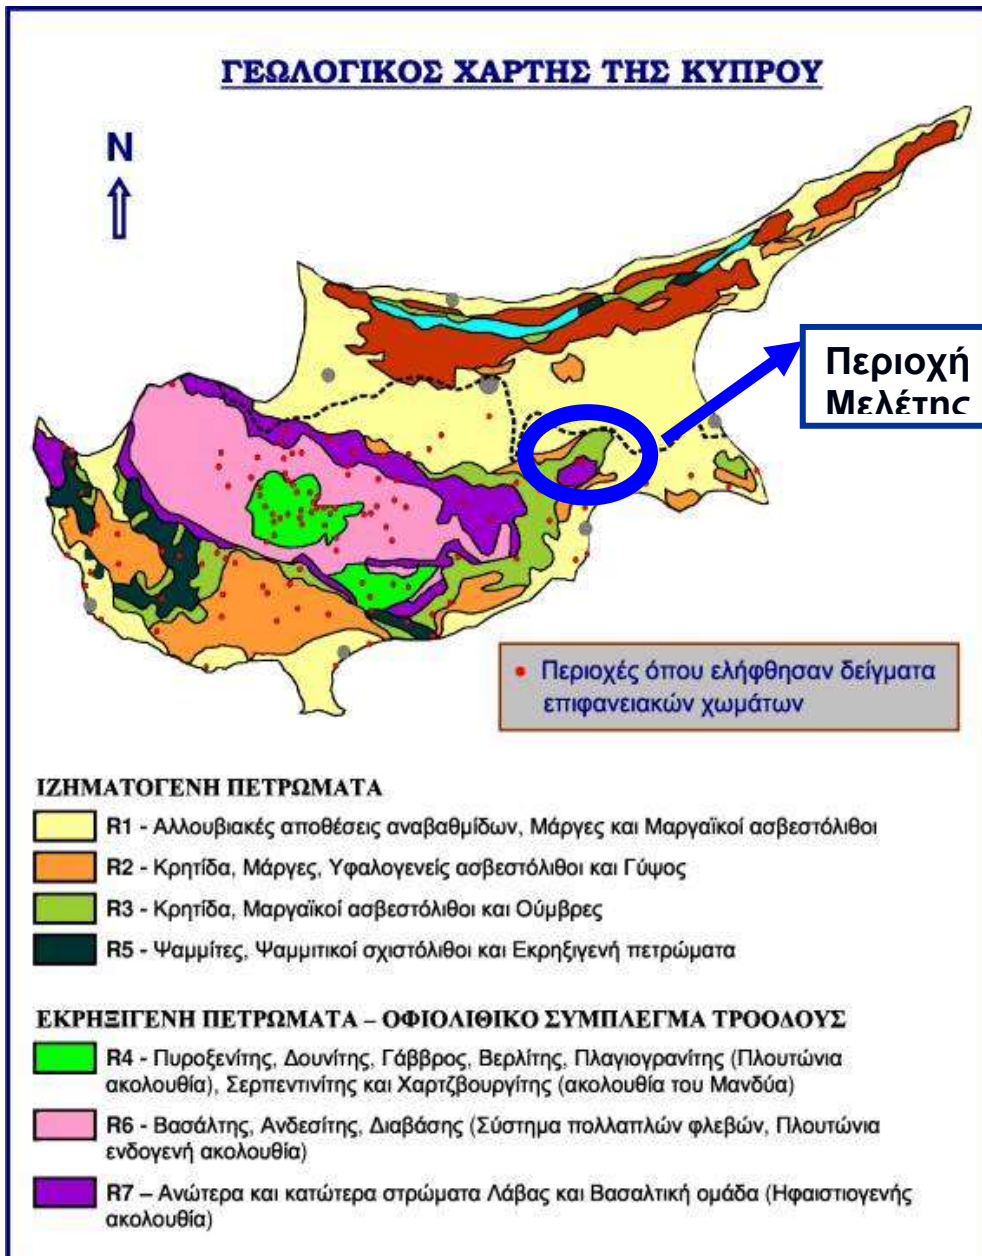 ΓΕΩΛΟΓΙΚΟΣ ΧΑΡΤΗΣ ΤΗΣ ΚΥΠΡΟΥ
N
Περιοχή
Μελέτης
• Περιοχές όπου ελήφθησαν δείγματα
επιφανειακών χωμάτων
ΙΖΗΜΑΤΟΓΕΝΗ ΠΕΤΡΩΜΑΤΑ
R1 - Αλλουβιακές αποθέσεις αναβαθμίδων, Μάργες και Μαργαϊκοί ασβεστόλιθοι
R2 - Κρητίδα, Μάργες, Υφαλογενείς ασβεστόλιθοι και Γύψος
R3 - Κρητίδα, Μαργαϊκοί ασβεστόλιθοι και Ούμβρες
R5 - Ψαμμίτες, Ψαμμιτικοί σχιστόλιθοι και Εκρηξιγενή πετρώματα
ΕΚΡΗΞΙΓΕΝΗ ΠΕΤΡΩΜΑΤΑ – ΟΦΙΟΛΙΘΙΚΟ ΣΥΜΠΛΕΓΜΑ ΤΡΟΟΔΟΥΣ
R4 - Πυροξενίτης, Δουνίτης, Γάββρος, Βερλίτης, Πλαγιογρανίτης (Πλουτώνια
ακολουθία), Σερπεντινίτης και Χαρτζβουργίτης (ακολουθία του Μανδύα)
R6 - Βασάλτης, Ανδεσίτης, Διαβάσης (Σύστημα πολλαπλών φλεβών, Πλουτώνια
ενδογενή ακολουθία)
R7 – Ανώτερα και κατώτερα στρώματα Λάβας και Βασαλτική ομάδα (Ηφαιστιογενής
ακολουθία)